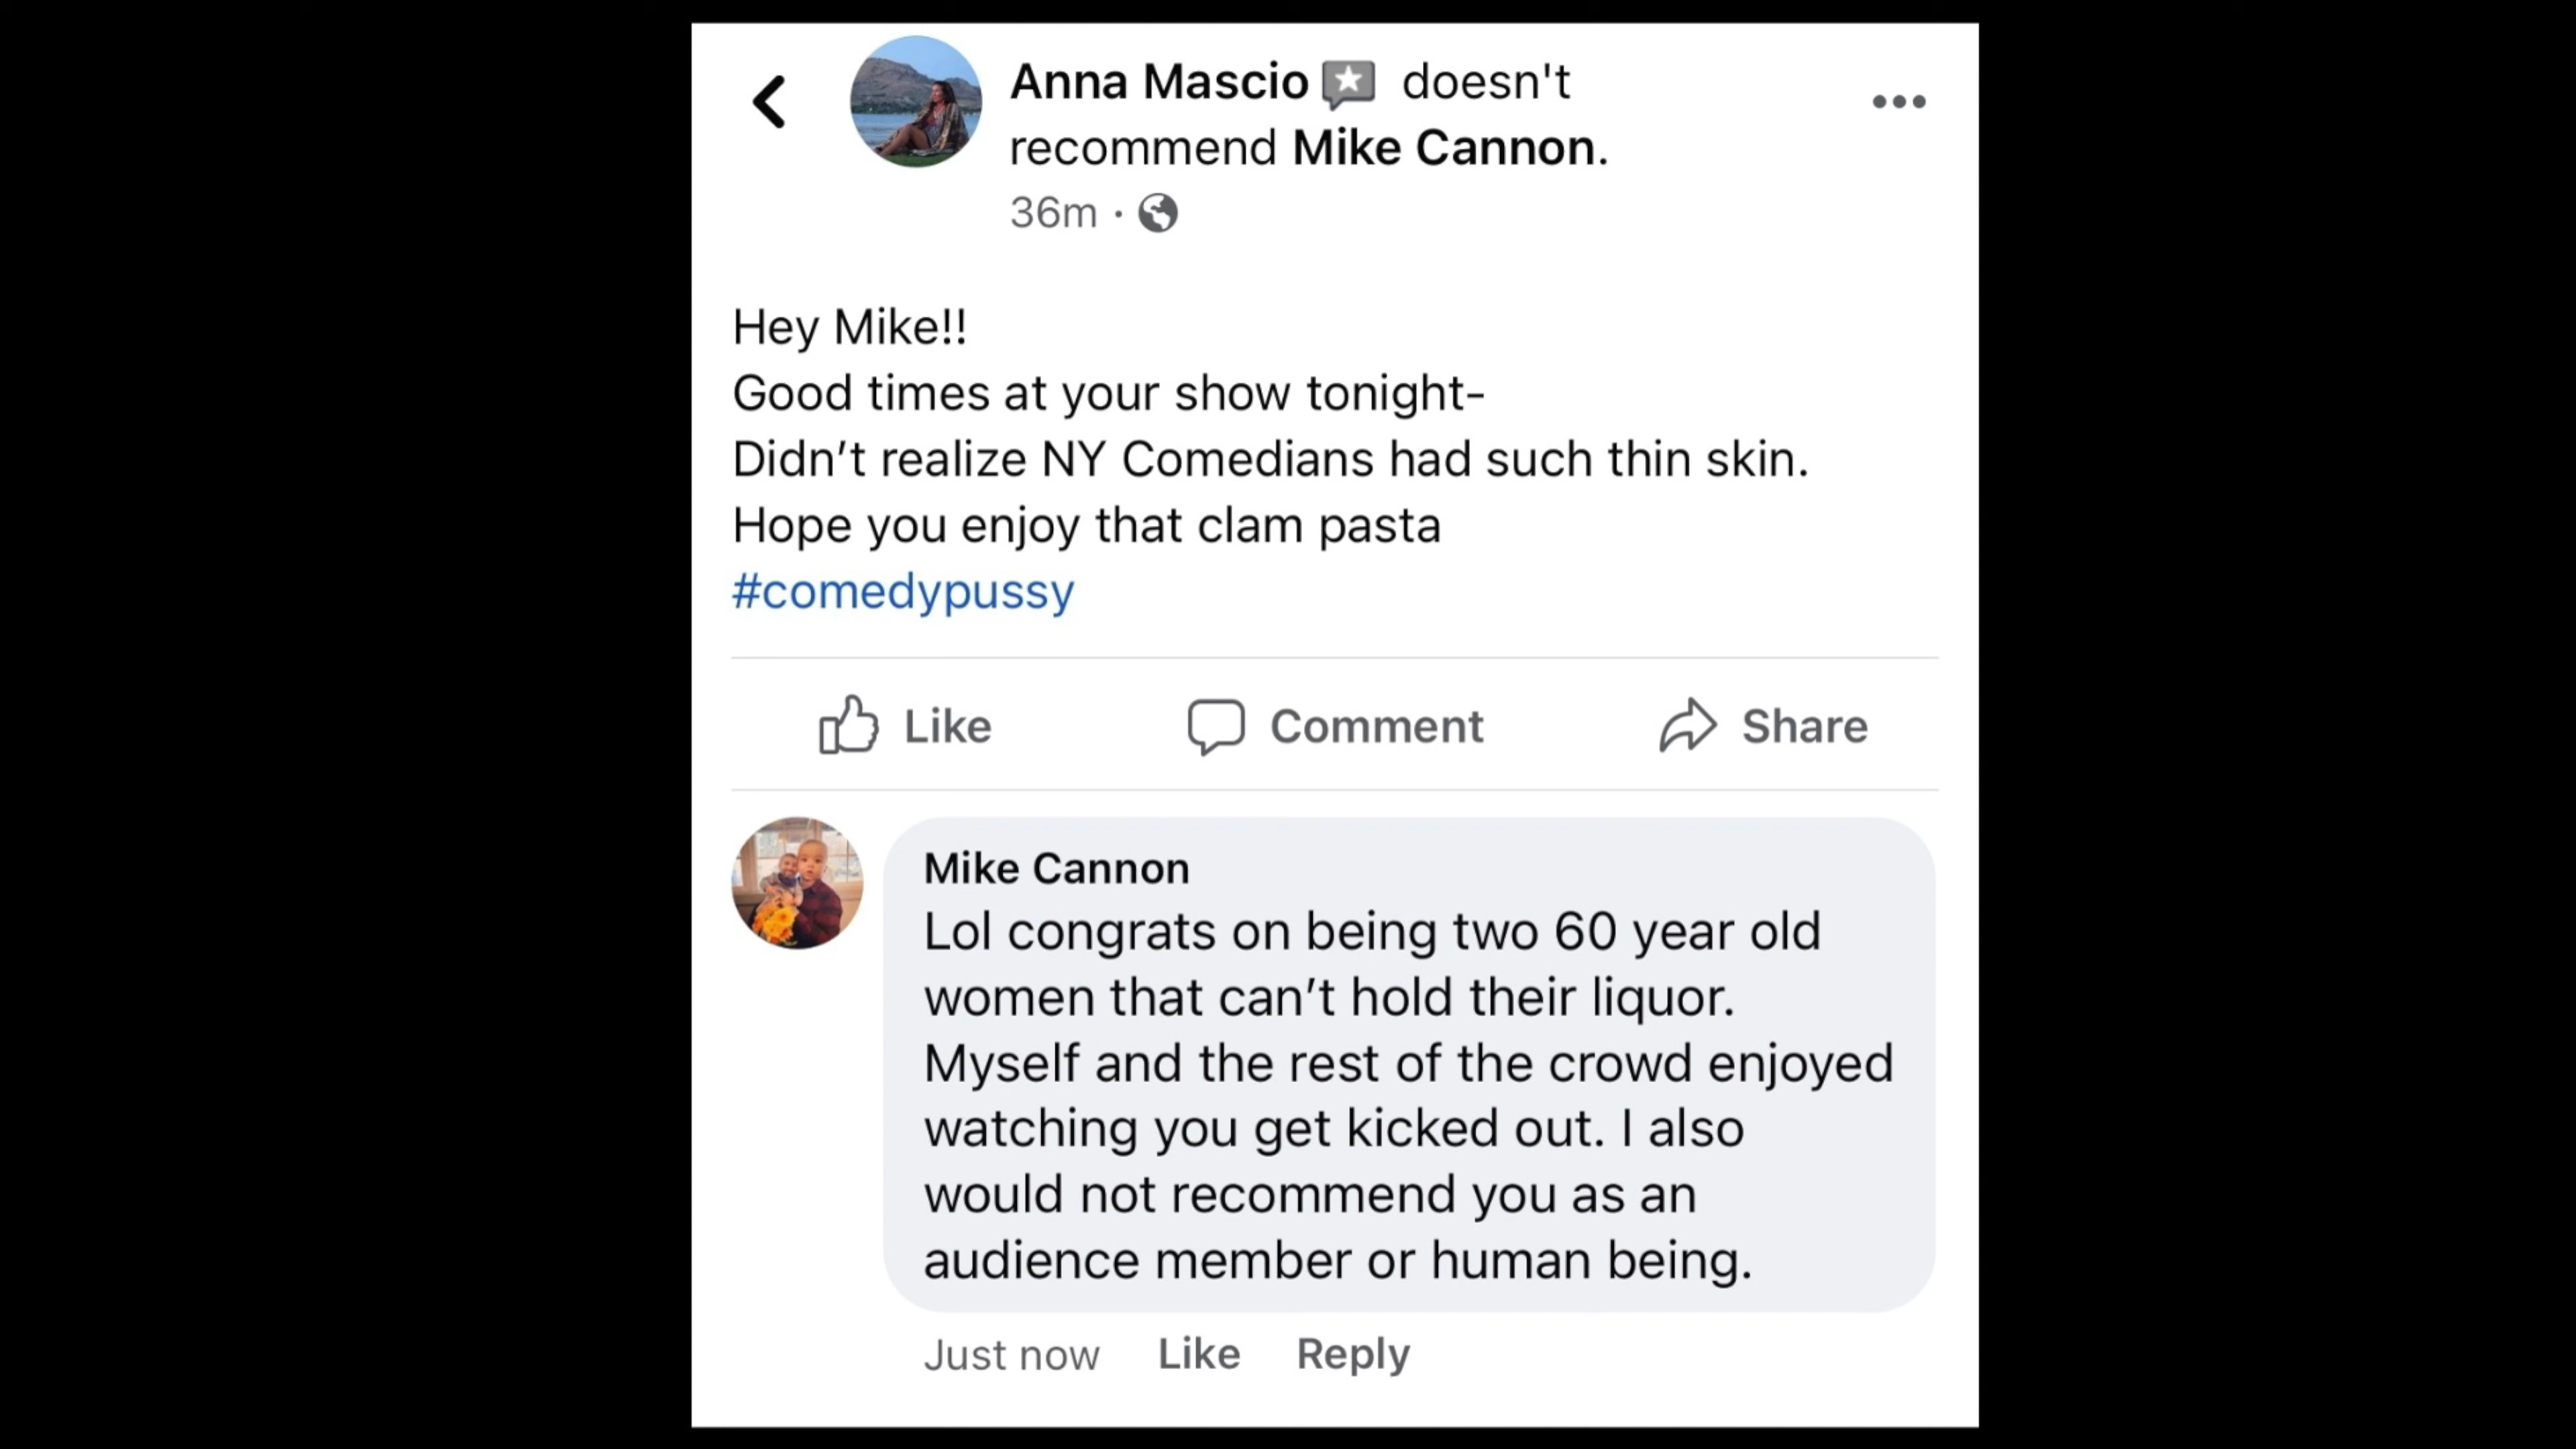 Anna Mascio doesn't
recommend Mike Cannon.
36m ·
Hey Mike!!
Good times at your show tonight-
Didn’t realize NY Comedians had such thin skin.
Hope you enjoy that clam pasta
#comedypussy
Like Comment Share
Mike Cannon
Lol congrats on being two 60 year old
women that can’t hold their liquor.
Myself and the rest of the crowd enjoyed
watching you get kicked out. I also
would not recommend you as an
audience member or human being.
Just now Like Reply